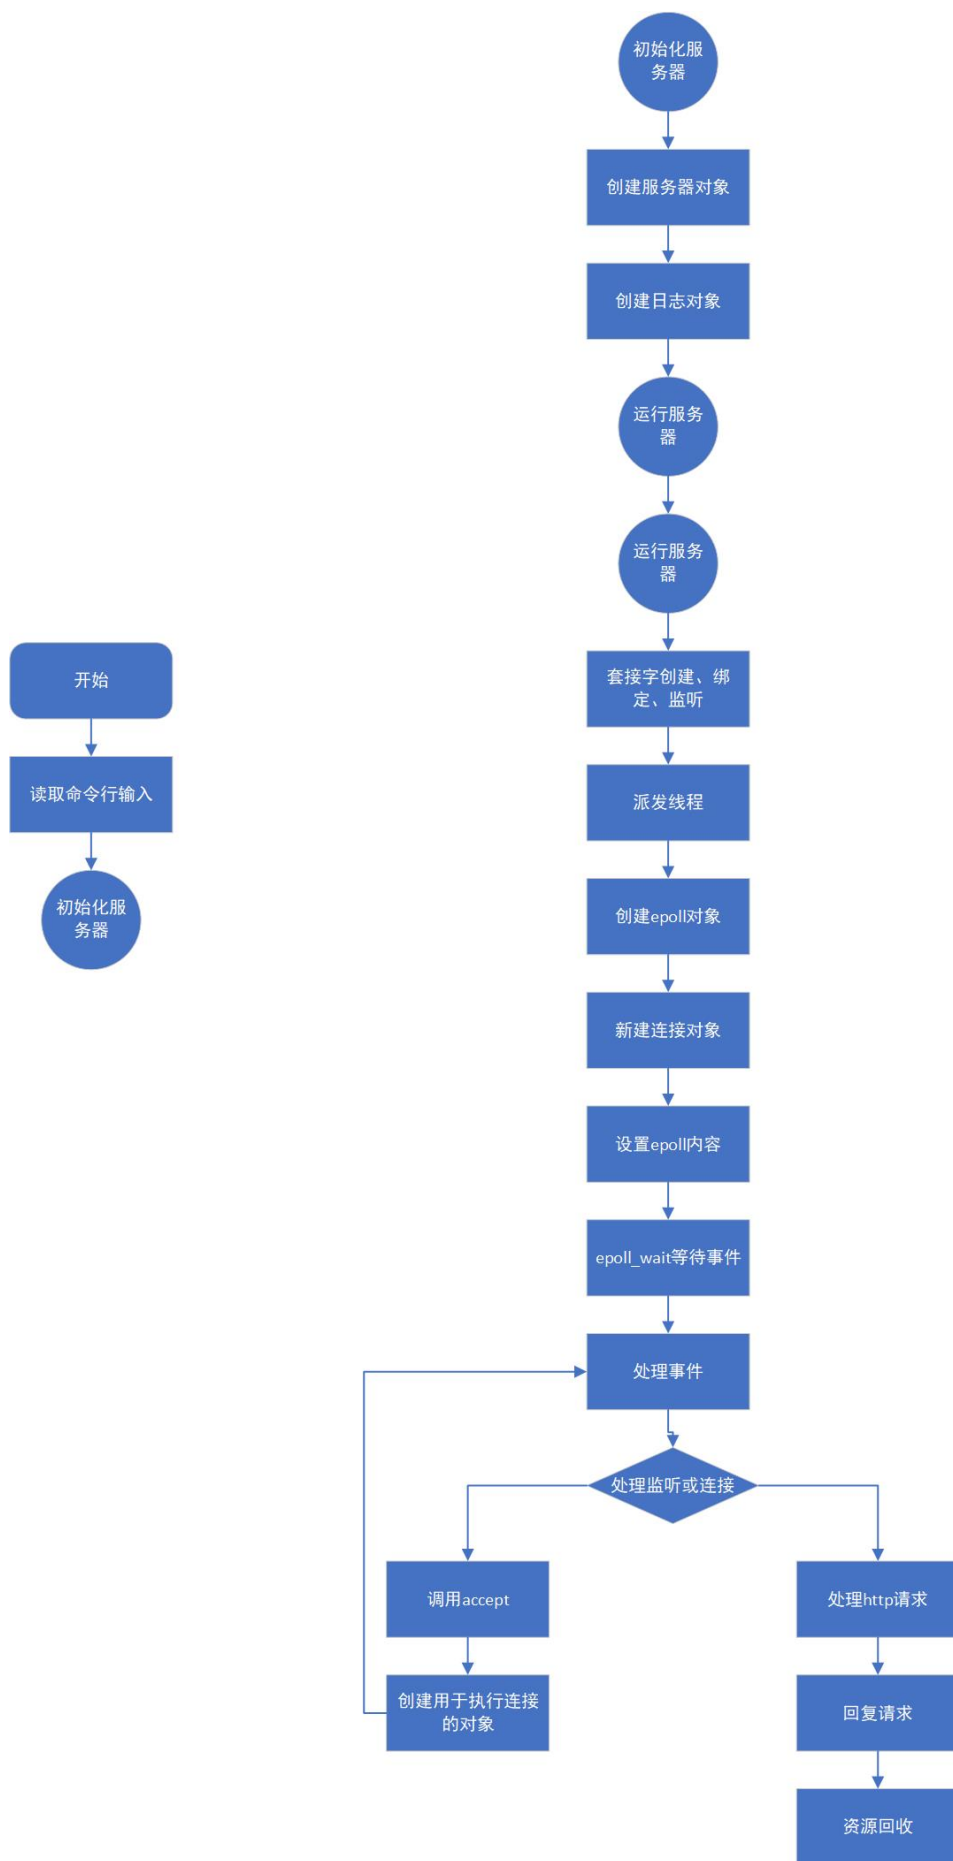 开始
读取命令行输入
初始化服
务器
初始化服
务器
创建服务器对象
创建日志对象
运行服务
器
运行服务
器
套接字创建、绑
定、监听
派发线程
创建epoll对象
新建连接对象
设置epoll内容
epoll_wait等待事件
处理事件
处理监听或连接
调用accept
创建用于执行连接
的对象
处理http请求
回复请求
资源回收